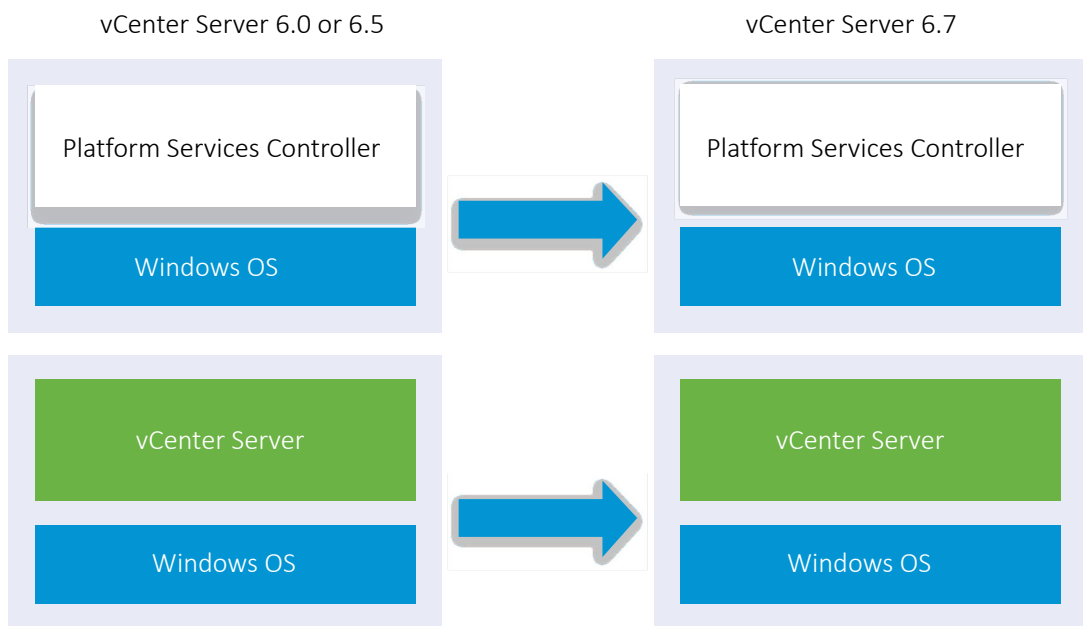 vCenter Server 6.0 or 6.5
vCenter Server 6.7
Platform Services Controller
Platform Services Controller
Windows OS
Windows OS
vCenter Server
vCenter Server
Windows OS
Windows OS